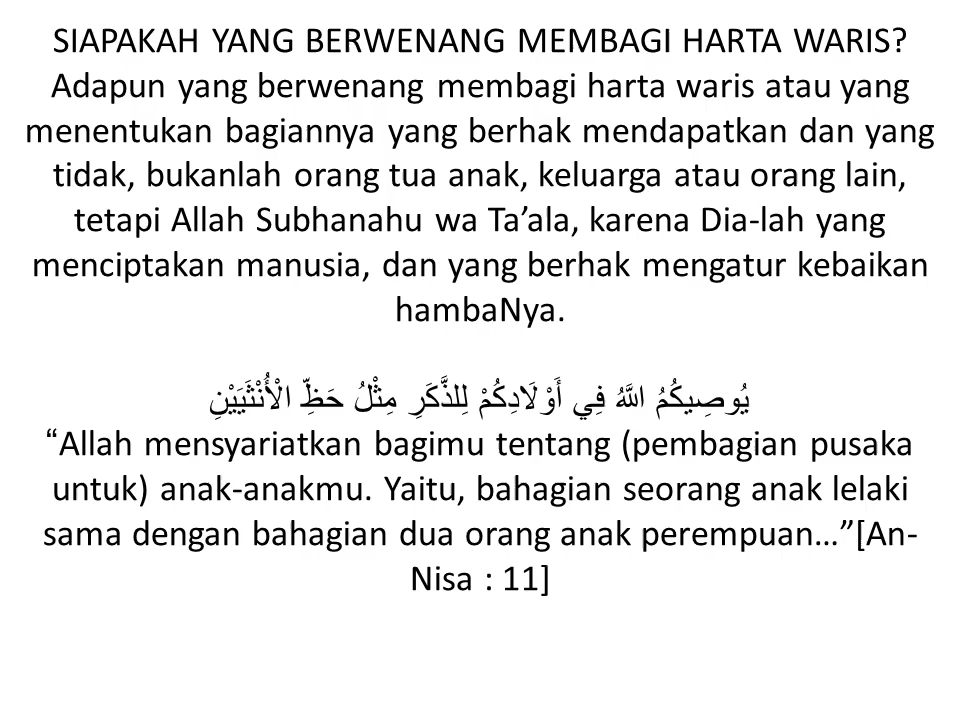 SIAPAKAH YANG BERWENANG MEMBAGI HARTA WARIS?
Adapun yang berwenang membagi harta waris atau yang
menentukan bagiannya yang berhak mendapatkan dan yang
tidak, bukanlah orang tua anak, keluarga atau orang lain,
tetapi Allah Subhanahu wa Ta’ala, karena Dia-lah yang
menciptakan manusia, dan yang berhak mengatur kebaikan
hambaNya.
يُوصِيكُمُ اللَّهُ فِي أَوْلَادِكُمْ لِلذَّكَرِ مِثْلُ حَظِّ الْأُنْثَيَيْنِ
“Allah mensyariatkan bagimu tentang (pembagian pusaka
untuk) anak-anakmu. Yaitu, bahagian seorang anak lelaki
sama dengan bahagian dua orang anak perempuan…”[An-
Nisa : 11]